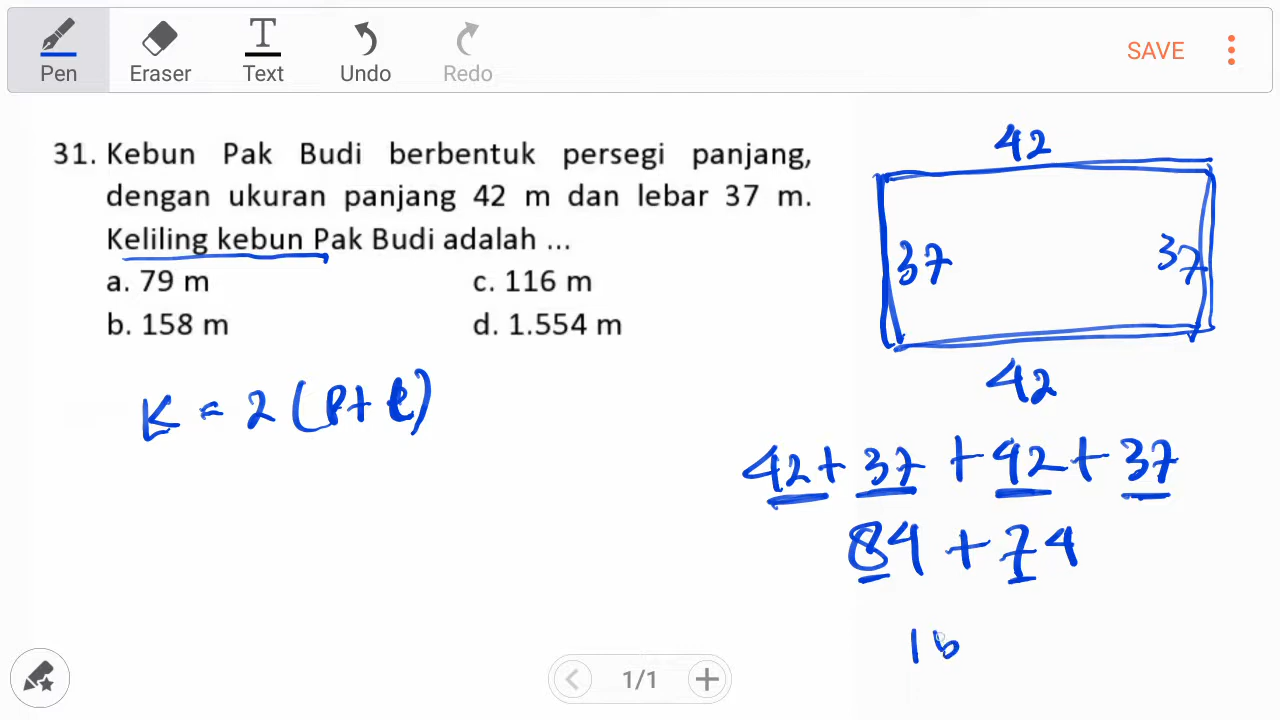 Pen Eraser Text Undo Redo SAVE
31. Kebun Pak Budi berbentuk persegi panjang,
dengan ukuran panjang 42 m dan lebar 37 m.
Keliling kebun Pak Budi adalah ...
a. 79 m c. 116 m
b. 158 m d. 1.554 m
K = 2 (P+l)
42
37 37
42
42 + 37 + 42 + 37
84 + 74
1/1